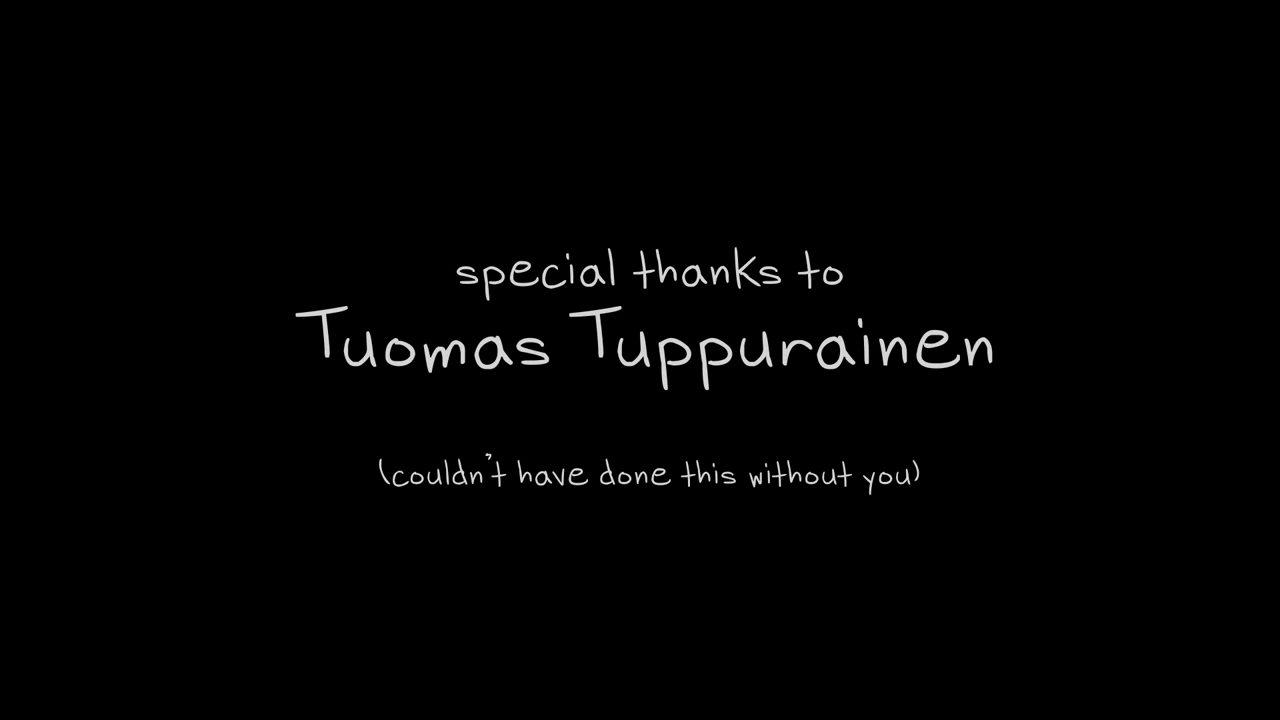 special thanks to
Tuomas Tuppurainen
(couldn't have done this without you)